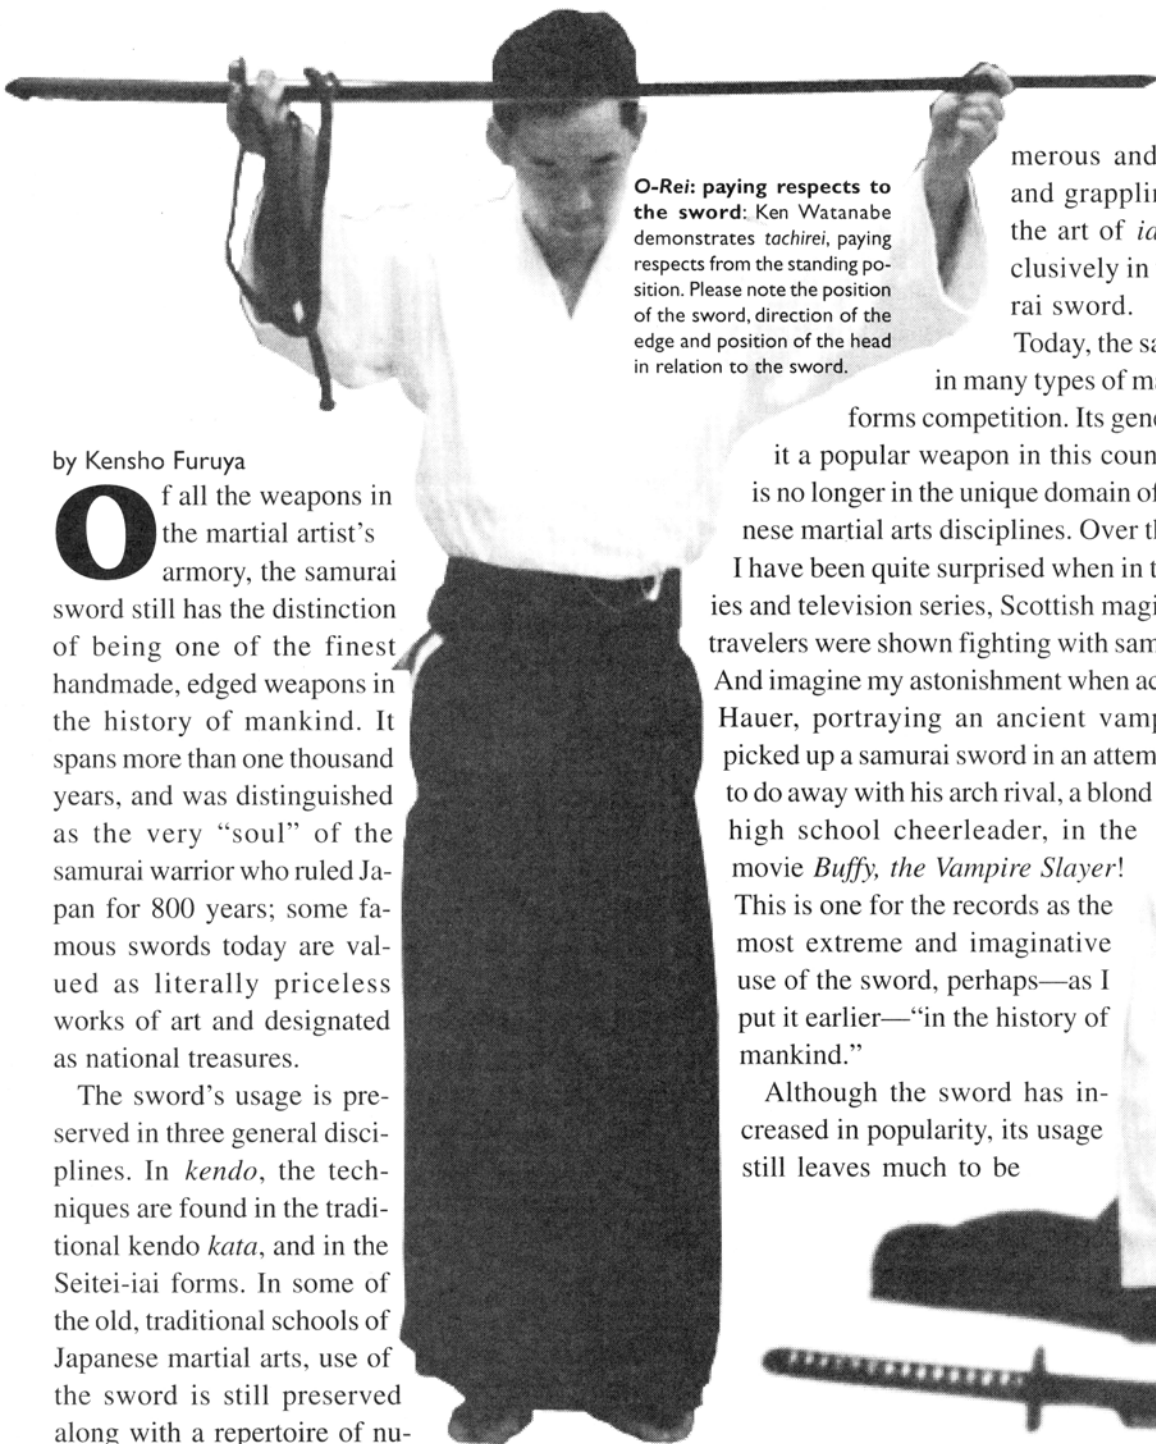 O-Rei: paying respects to
the sword: Ken Watanabe
demonstrates tachirei, paying
respects from the standing po-
sition. Please note the position
of the sword, direction of the
edge and position of the head
in relation to the sword.
by Kensho Furuya
Of all the weapons in
the martial artist's
armory, the samurai
sword still has the distinction
of being one of the finest
handmade, edged weapons in
the history of mankind. It
spans more than one thousand
years, and was distinguished
as the very “soul” of the
samurai warrior who ruled Ja-
pan for 800 years; some fa-
mous swords today are val-
ued as literally priceless
works of art and designated
as national treasures.
The sword's usage is pre-
served in three general disci-
plines. In kendo, the tech-
niques are found in the tradi-
tional kendo kata, and in the
Seitei-iai forms. In some of
the old, traditional schools of
Japanese martial arts, use of
the sword is still preserved
along with a repertoire of nu-
merous and
and
the art of
clusively in
rai sword.
Today, the
in many types of
forms competition. Its
it a popular weapon in this
is no longer in the unique domain of
nese martial arts disciplines. Over
I have been quite surprised when in
ies and television series, Scottish
travelers were shown fighting with
And imagine my astonishment when
Hauer, portraying an ancient
picked up a samurai sword in an
to do away with his arch rival, a blond
high school cheerleader, in the
movie Buffy, the Vampire Slayer!
This is one for the records as the
most extreme and imaginative
use of the sword, perhaps—as I
put it earlier—“in the history of
mankind.”
Although the sword has in-
creased in popularity, its usage
still leaves much to be